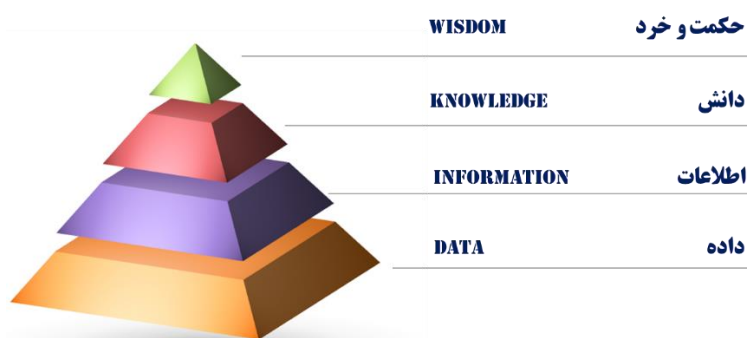 WISDOM حکمت و خرد
KNOWLEDGE دانش
INFORMATION اطلاعات
DATA داده